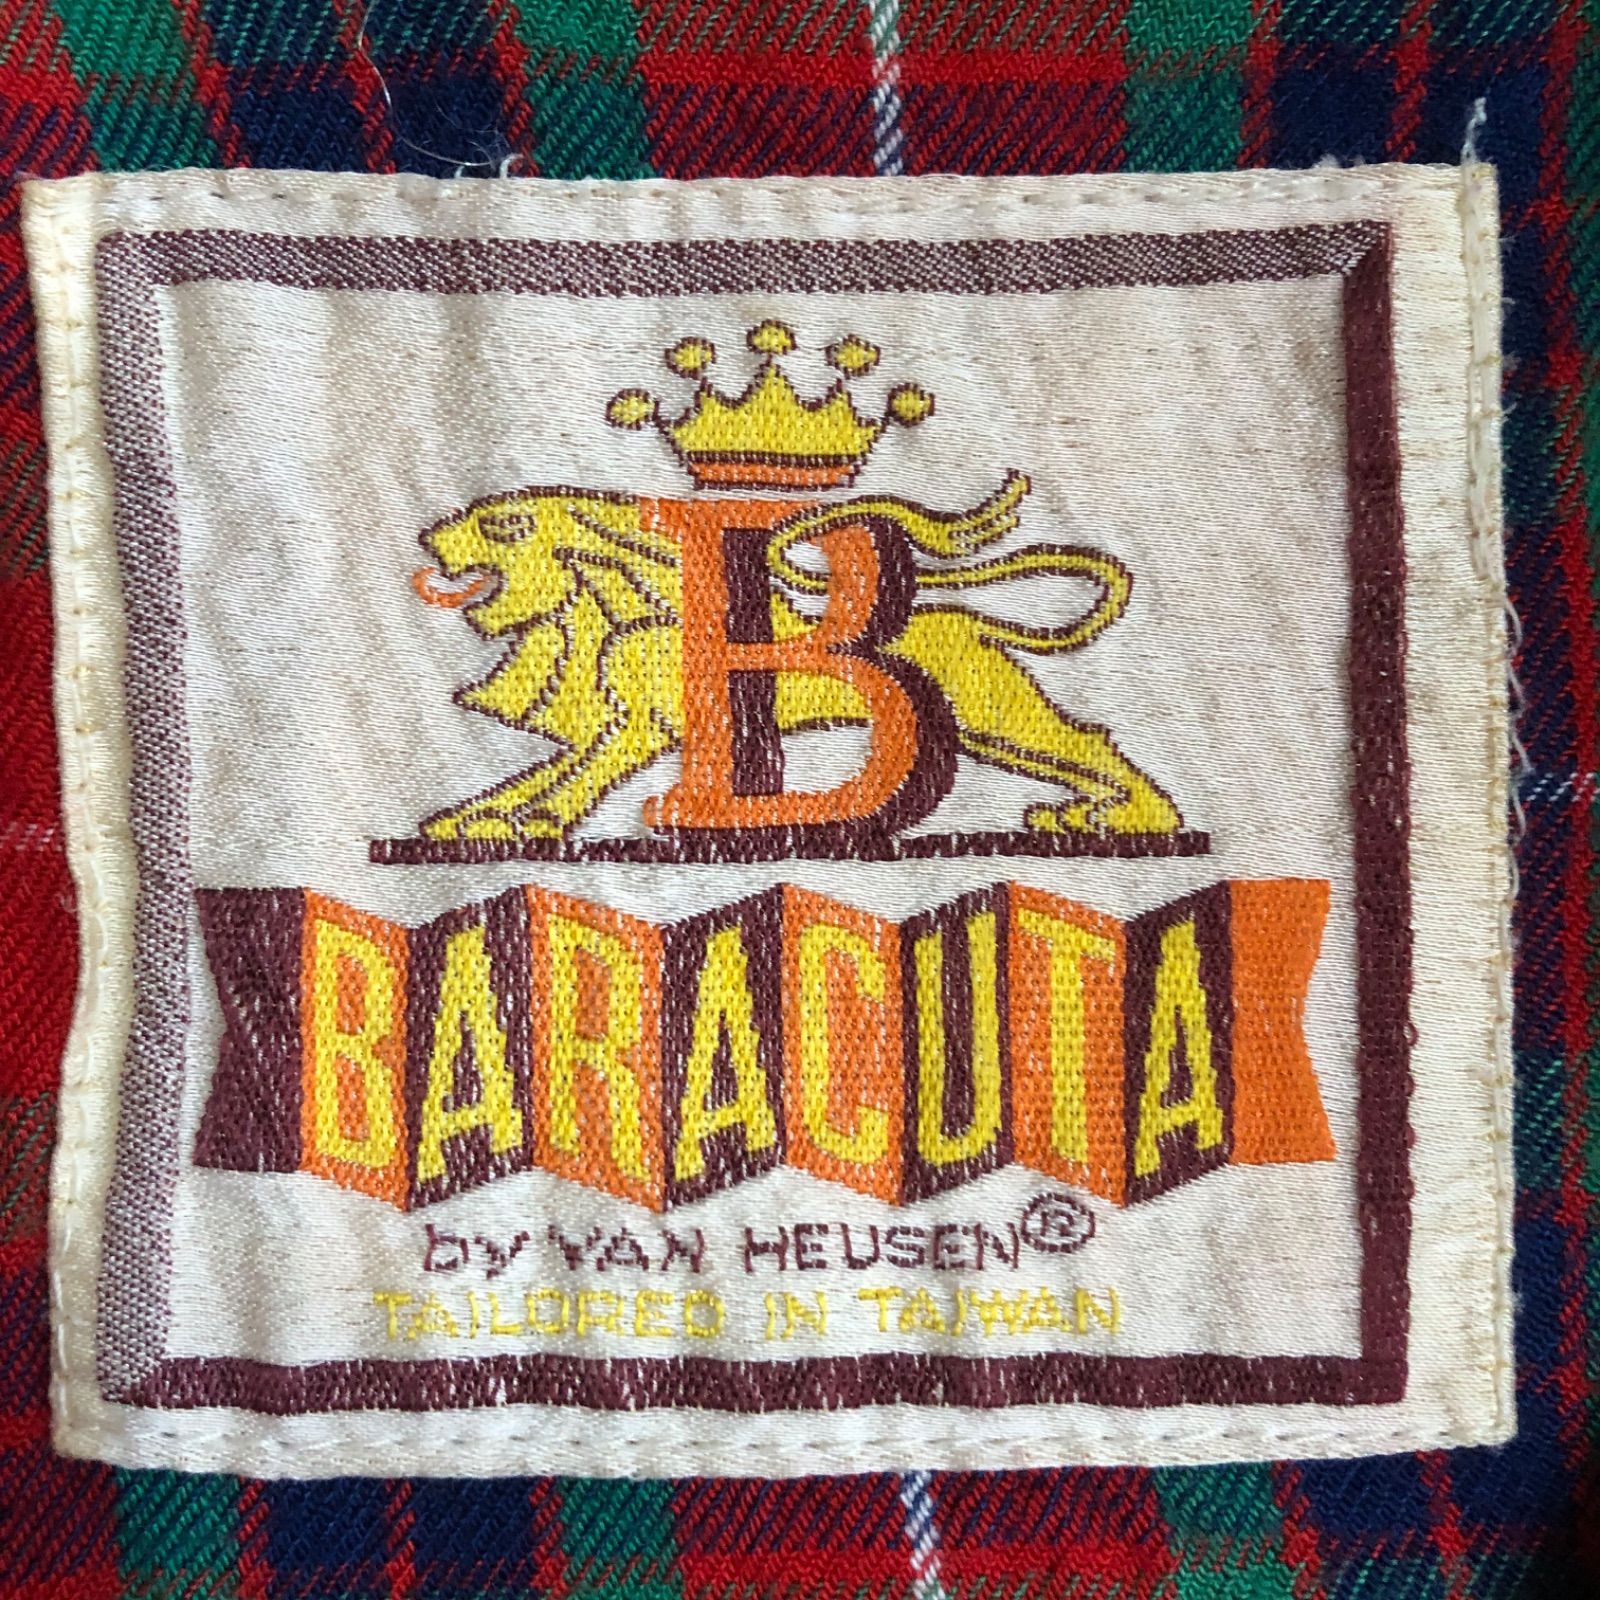 B
BARACUTA
by VAN HEUSEN®
TAILORED IN TAIWAN